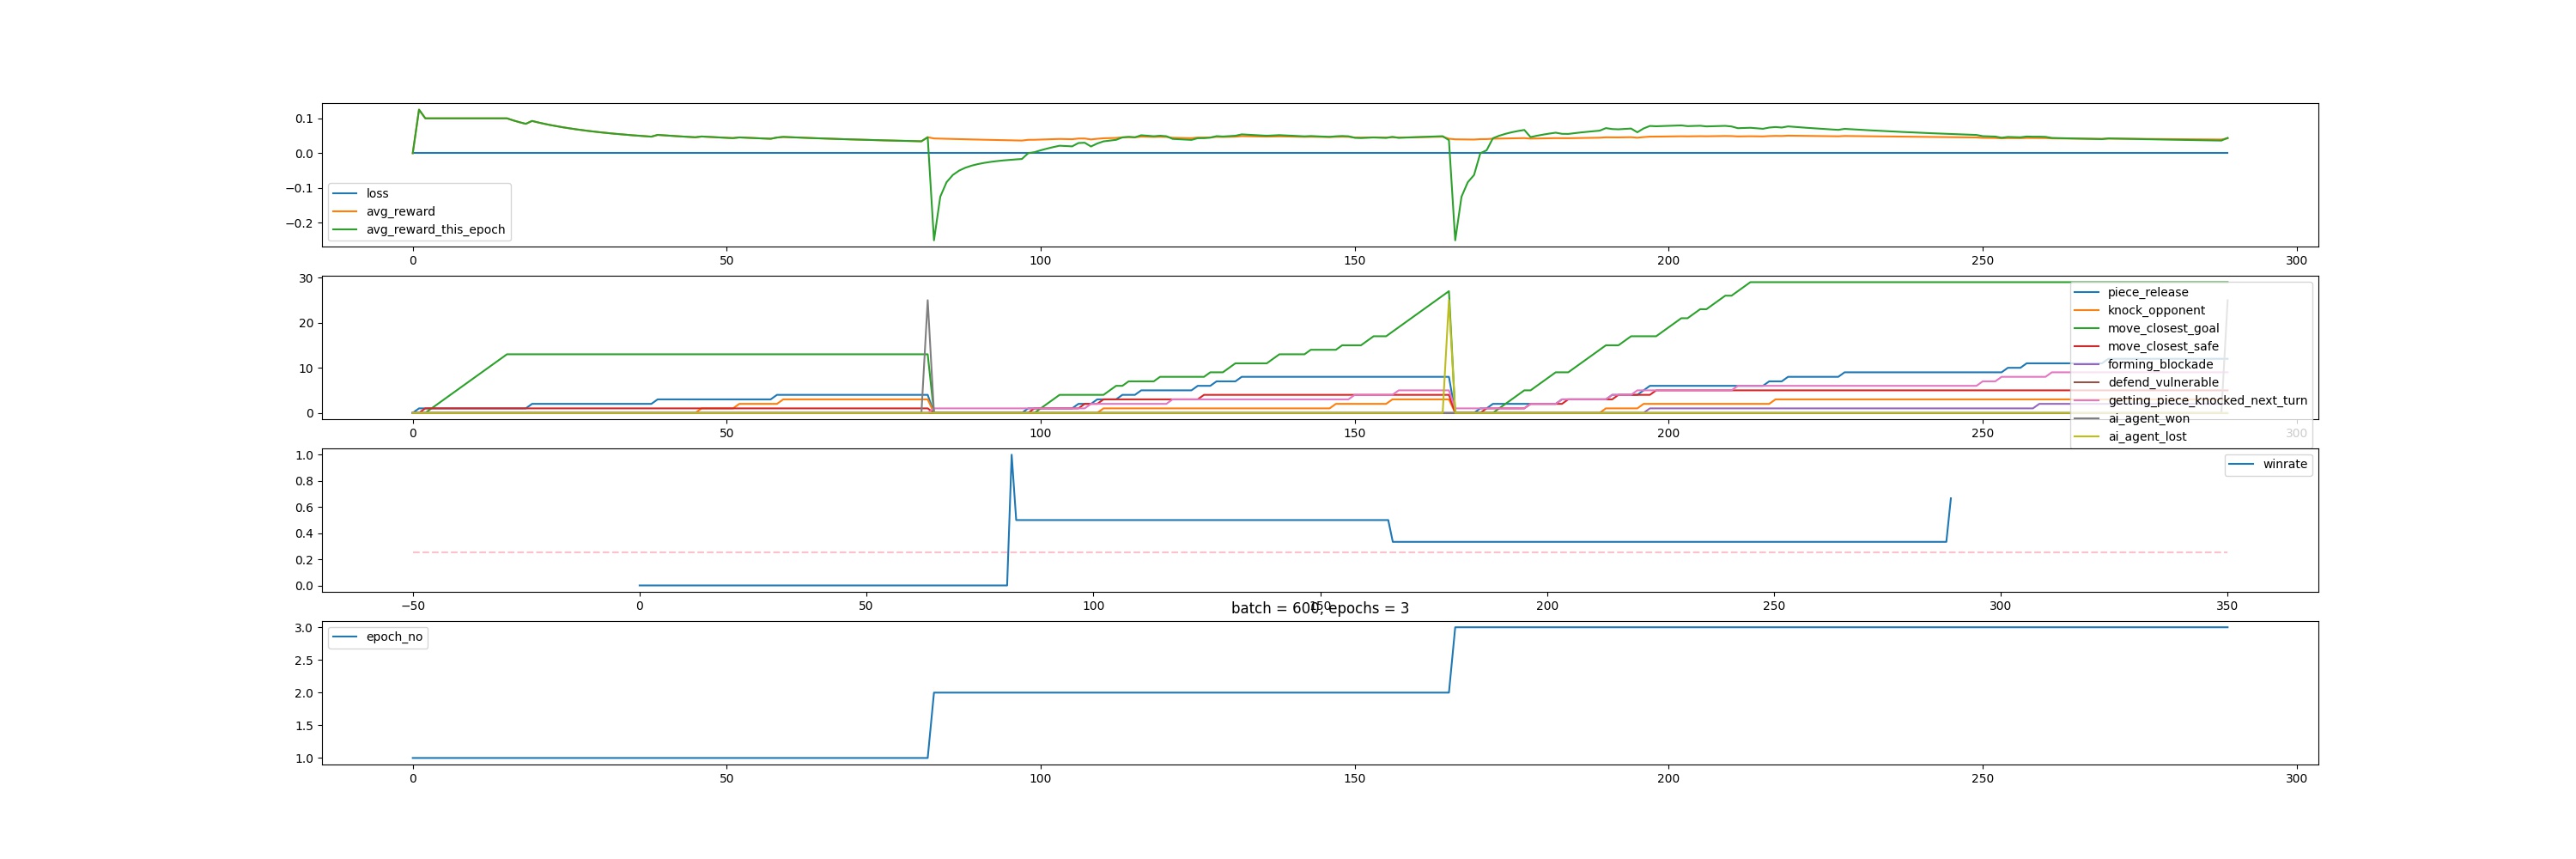 0.1
0.0
−0.1
−0.2
loss
avg_reward
avg_reward_this_epoch
0 50 100 150 200 250 300
30
20
10
0
piece_release
knock_opponent
move_closest_goal
move_closest_safe
forming_blockade
defend_vulnerable
getting_piece_knocked_next_turn
ai_agent_won
ai_agent_lost
0 50 100 150 200 250 300
1.0
0.8
0.6
0.4
0.2
0.0
winrate
−50 0 50 100 150 200 250 300 350
batch = 600, epochs = 3
3.0
2.5
2.0
1.5
1.0
epoch_no
0 50 100 150 200 250 300